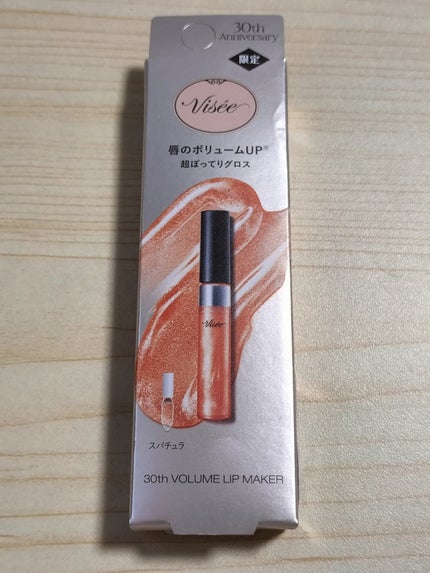 30th
Anniversary
限定
Visée
唇のボリュームUP※
超ぽってりグロス
Visée
スパチュラ
30th VOLUME LIP MAKER